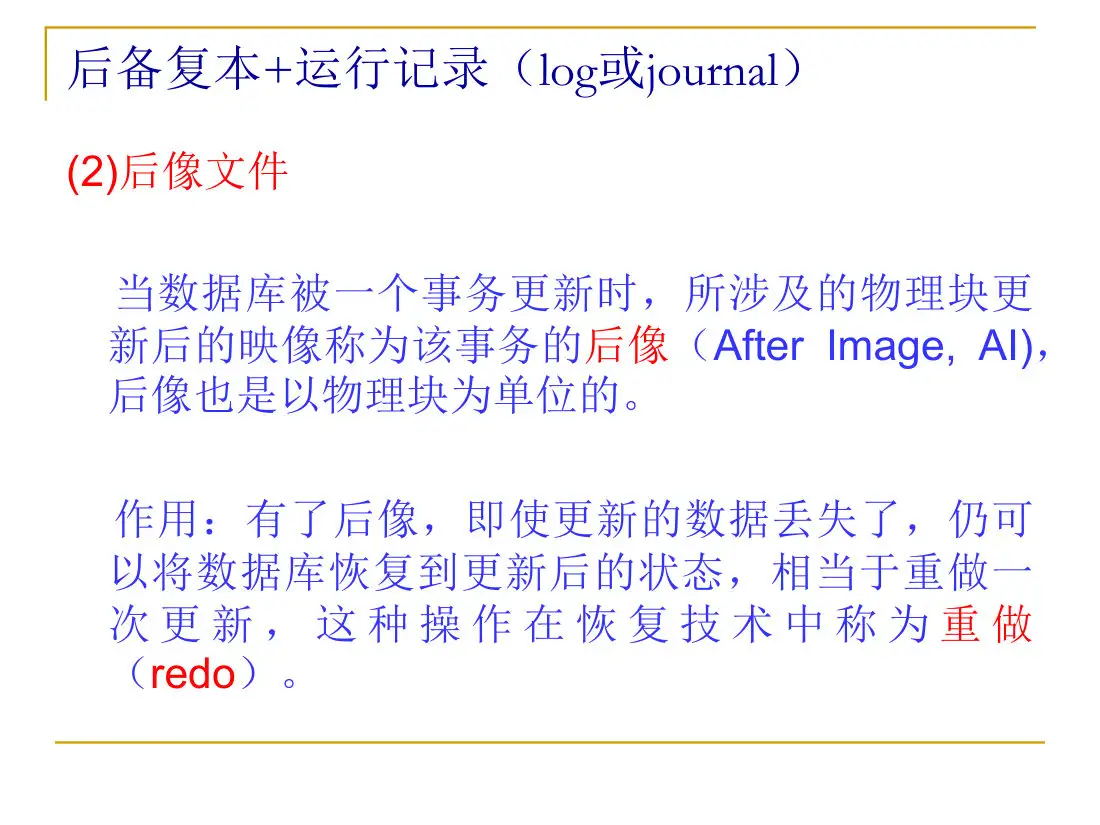 后备复本+运行记录（log或journal）
(2)后像文件
当数据库被一个事务更新时，所涉及的物理块更
新后的映像称为该事务的后像（After Image, AI)，
后像也是以物理块为单位的。
作用：有了后像，即使更新的数据丢失了，仍可
以将数据库恢复到更新后的状态，相当于重做一
次更新，这种操作在恢复技术中称为重做
（redo）。